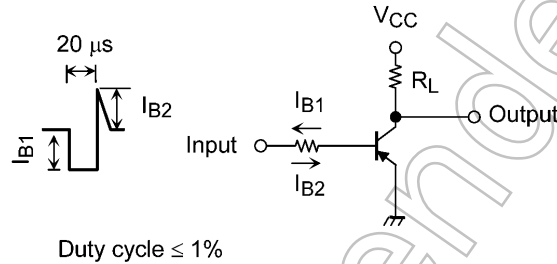 20 μs
I_B2
I_B1
V_CC
R_L
I_B1
Output
Input
I_B2
Duty cycle ≤ 1%